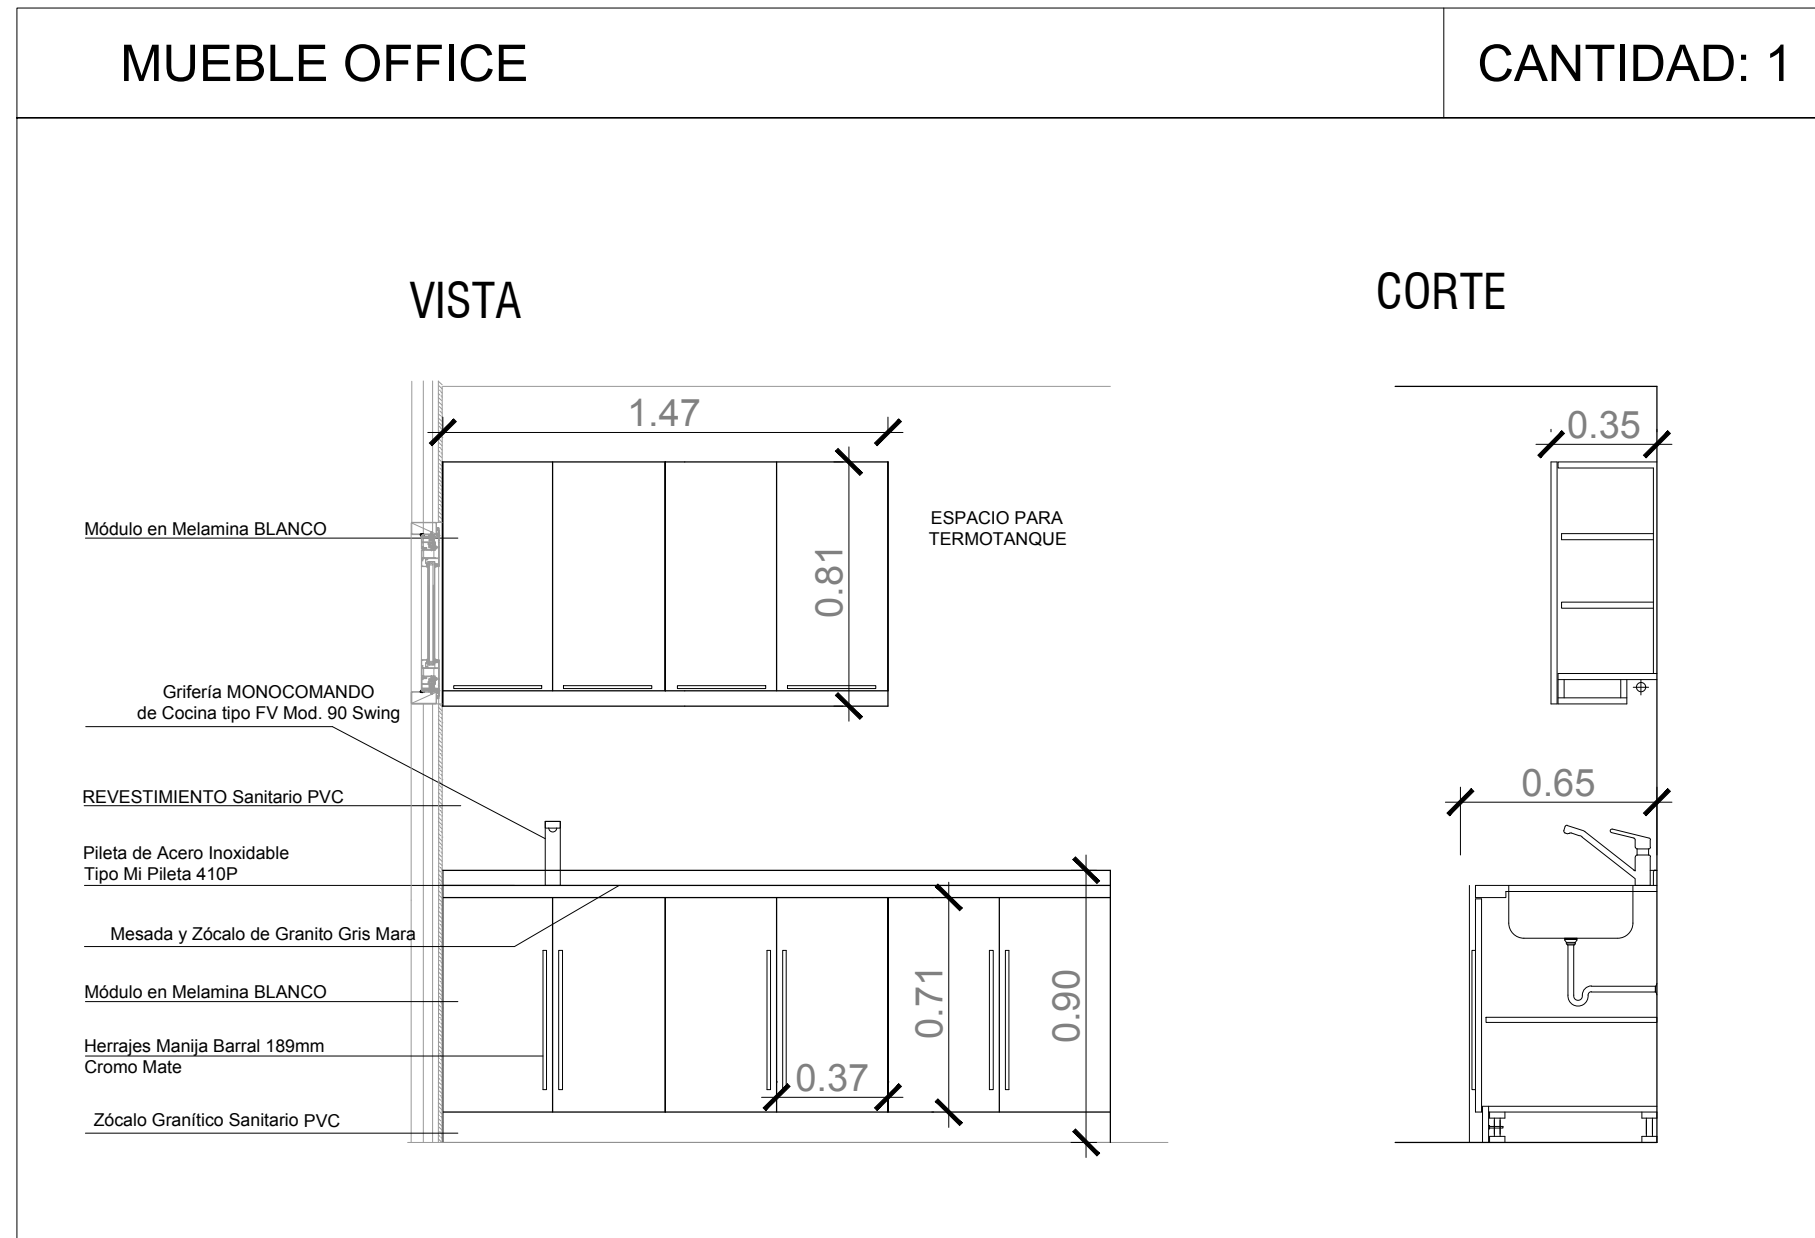 MUEBLE OFFICE
CANTIDAD: 1
VISTA
CORTE
1.47
0.35
Módulo en Melamina BLANCO
ESPACIO PARA
TERMOTANQUE
0.81
Grifería MONOCOMANDO
de Cocina tipo FV Mod. 90 Swing
REVESTIMIENTO Sanitario PVC
0.65
Pileta de Acero Inoxidable
Tipo Mi Pileta 410P
Mesada y Zócalo de Granito Gris Mara
Módulo en Melamina BLANCO
0.71
0.90
Herrajes Manija Barral 189mm
Cromo Mate
0.37
Zócalo Granítico Sanitario PVC